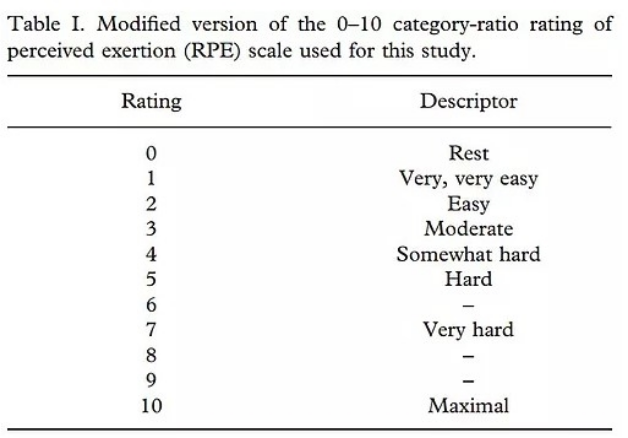 Table I. Modified version of the 0–10 category-ratio rating of
perceived exertion (RPE) scale used for this study.
Rating Descriptor
0 Rest
1 Very, very easy
2 Easy
3 Moderate
4 Somewhat hard
5 Hard
6 –
7 Very hard
8 –
9 –
10 Maximal